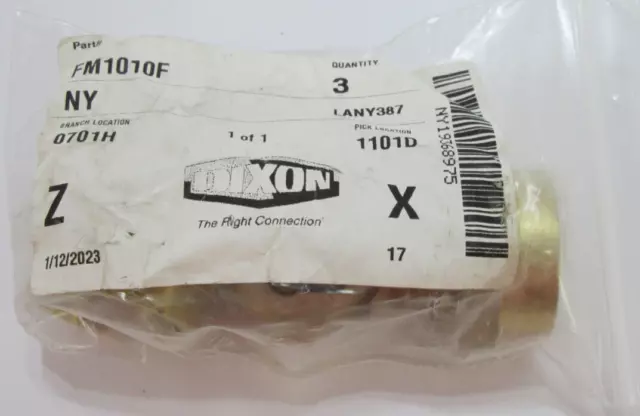 Part#
FM1010F
QUANTITY
3
NY
LANY387
BRANCH LOCATION
0701H
1 of 1
PICK LOCATION
1101D
DIXON
The Right Connection
Z
X
1/12/2023
17
NY19368975